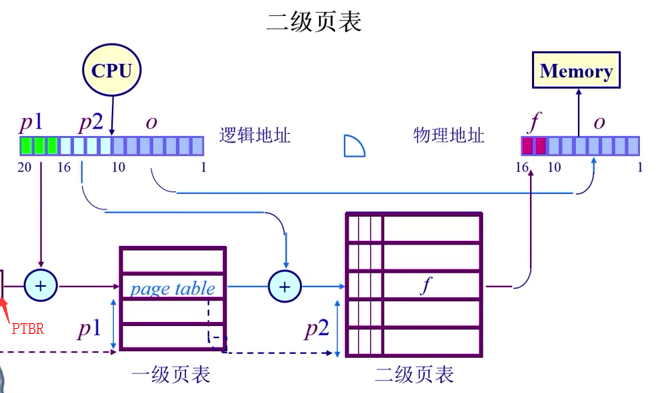 二级页表
CPU
Memory
p1 p2 o
逻辑地址
物理地址
f o
20 16 10 1
16 10 1
+
+
page table
f
PTBR
p1
p2
一级页表
二级页表